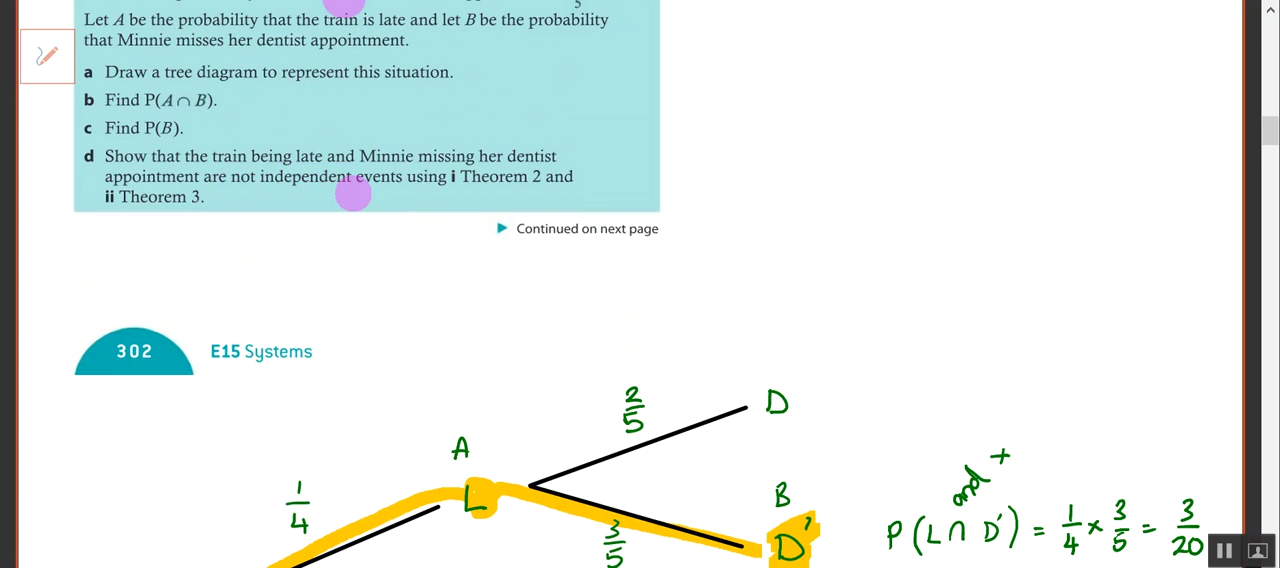 5
Let A be the probability that the train is late and let B be the probability
that Minnie misses her dentist appointment.
a Draw a tree diagram to represent this situation.
b Find P(A ∩ B).
c Find P(B).
d Show that the train being late and Minnie missing her dentist
appointment are not independent events using i Theorem 2 and
ii Theorem 3.
Continued on next page
302 E15 Systems
2/5 D
A
and +
1/4 L B
3/5 D' P(L ∩ D') = 1/4 × 3/5 = 3/20